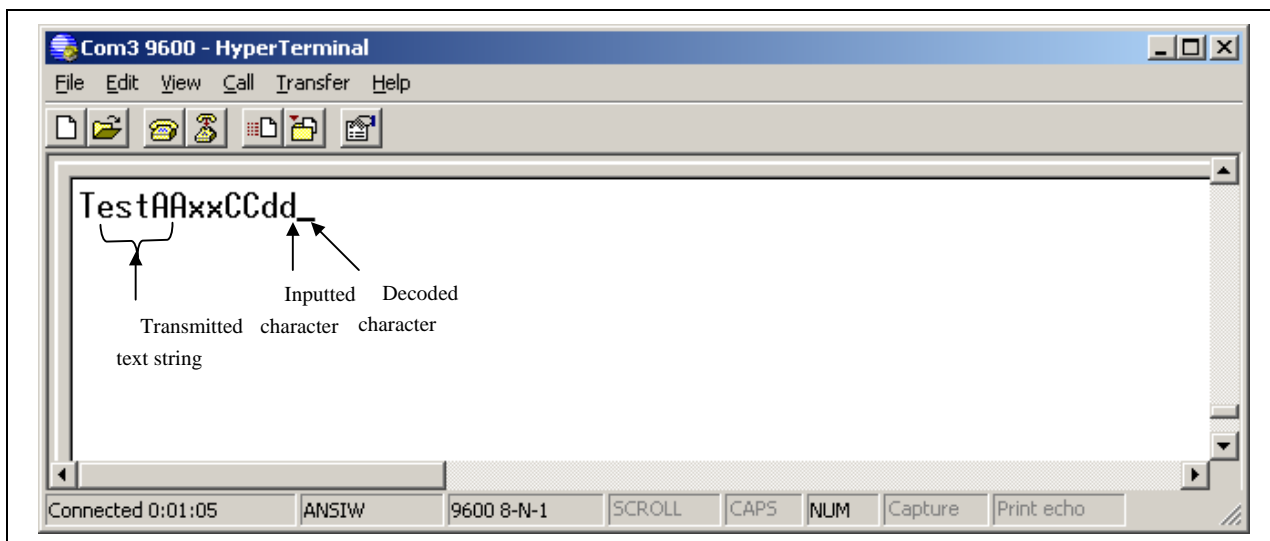 Com3 9600 - HyperTerminal
File Edit View Call Transfer Help
TestAAxxCCdd_
Inputted Decoded
Transmitted character character
text string
Connected 0:01:05 ANSIW 9600 8-N-1 SCROLL CAPS NUM Capture Print echo